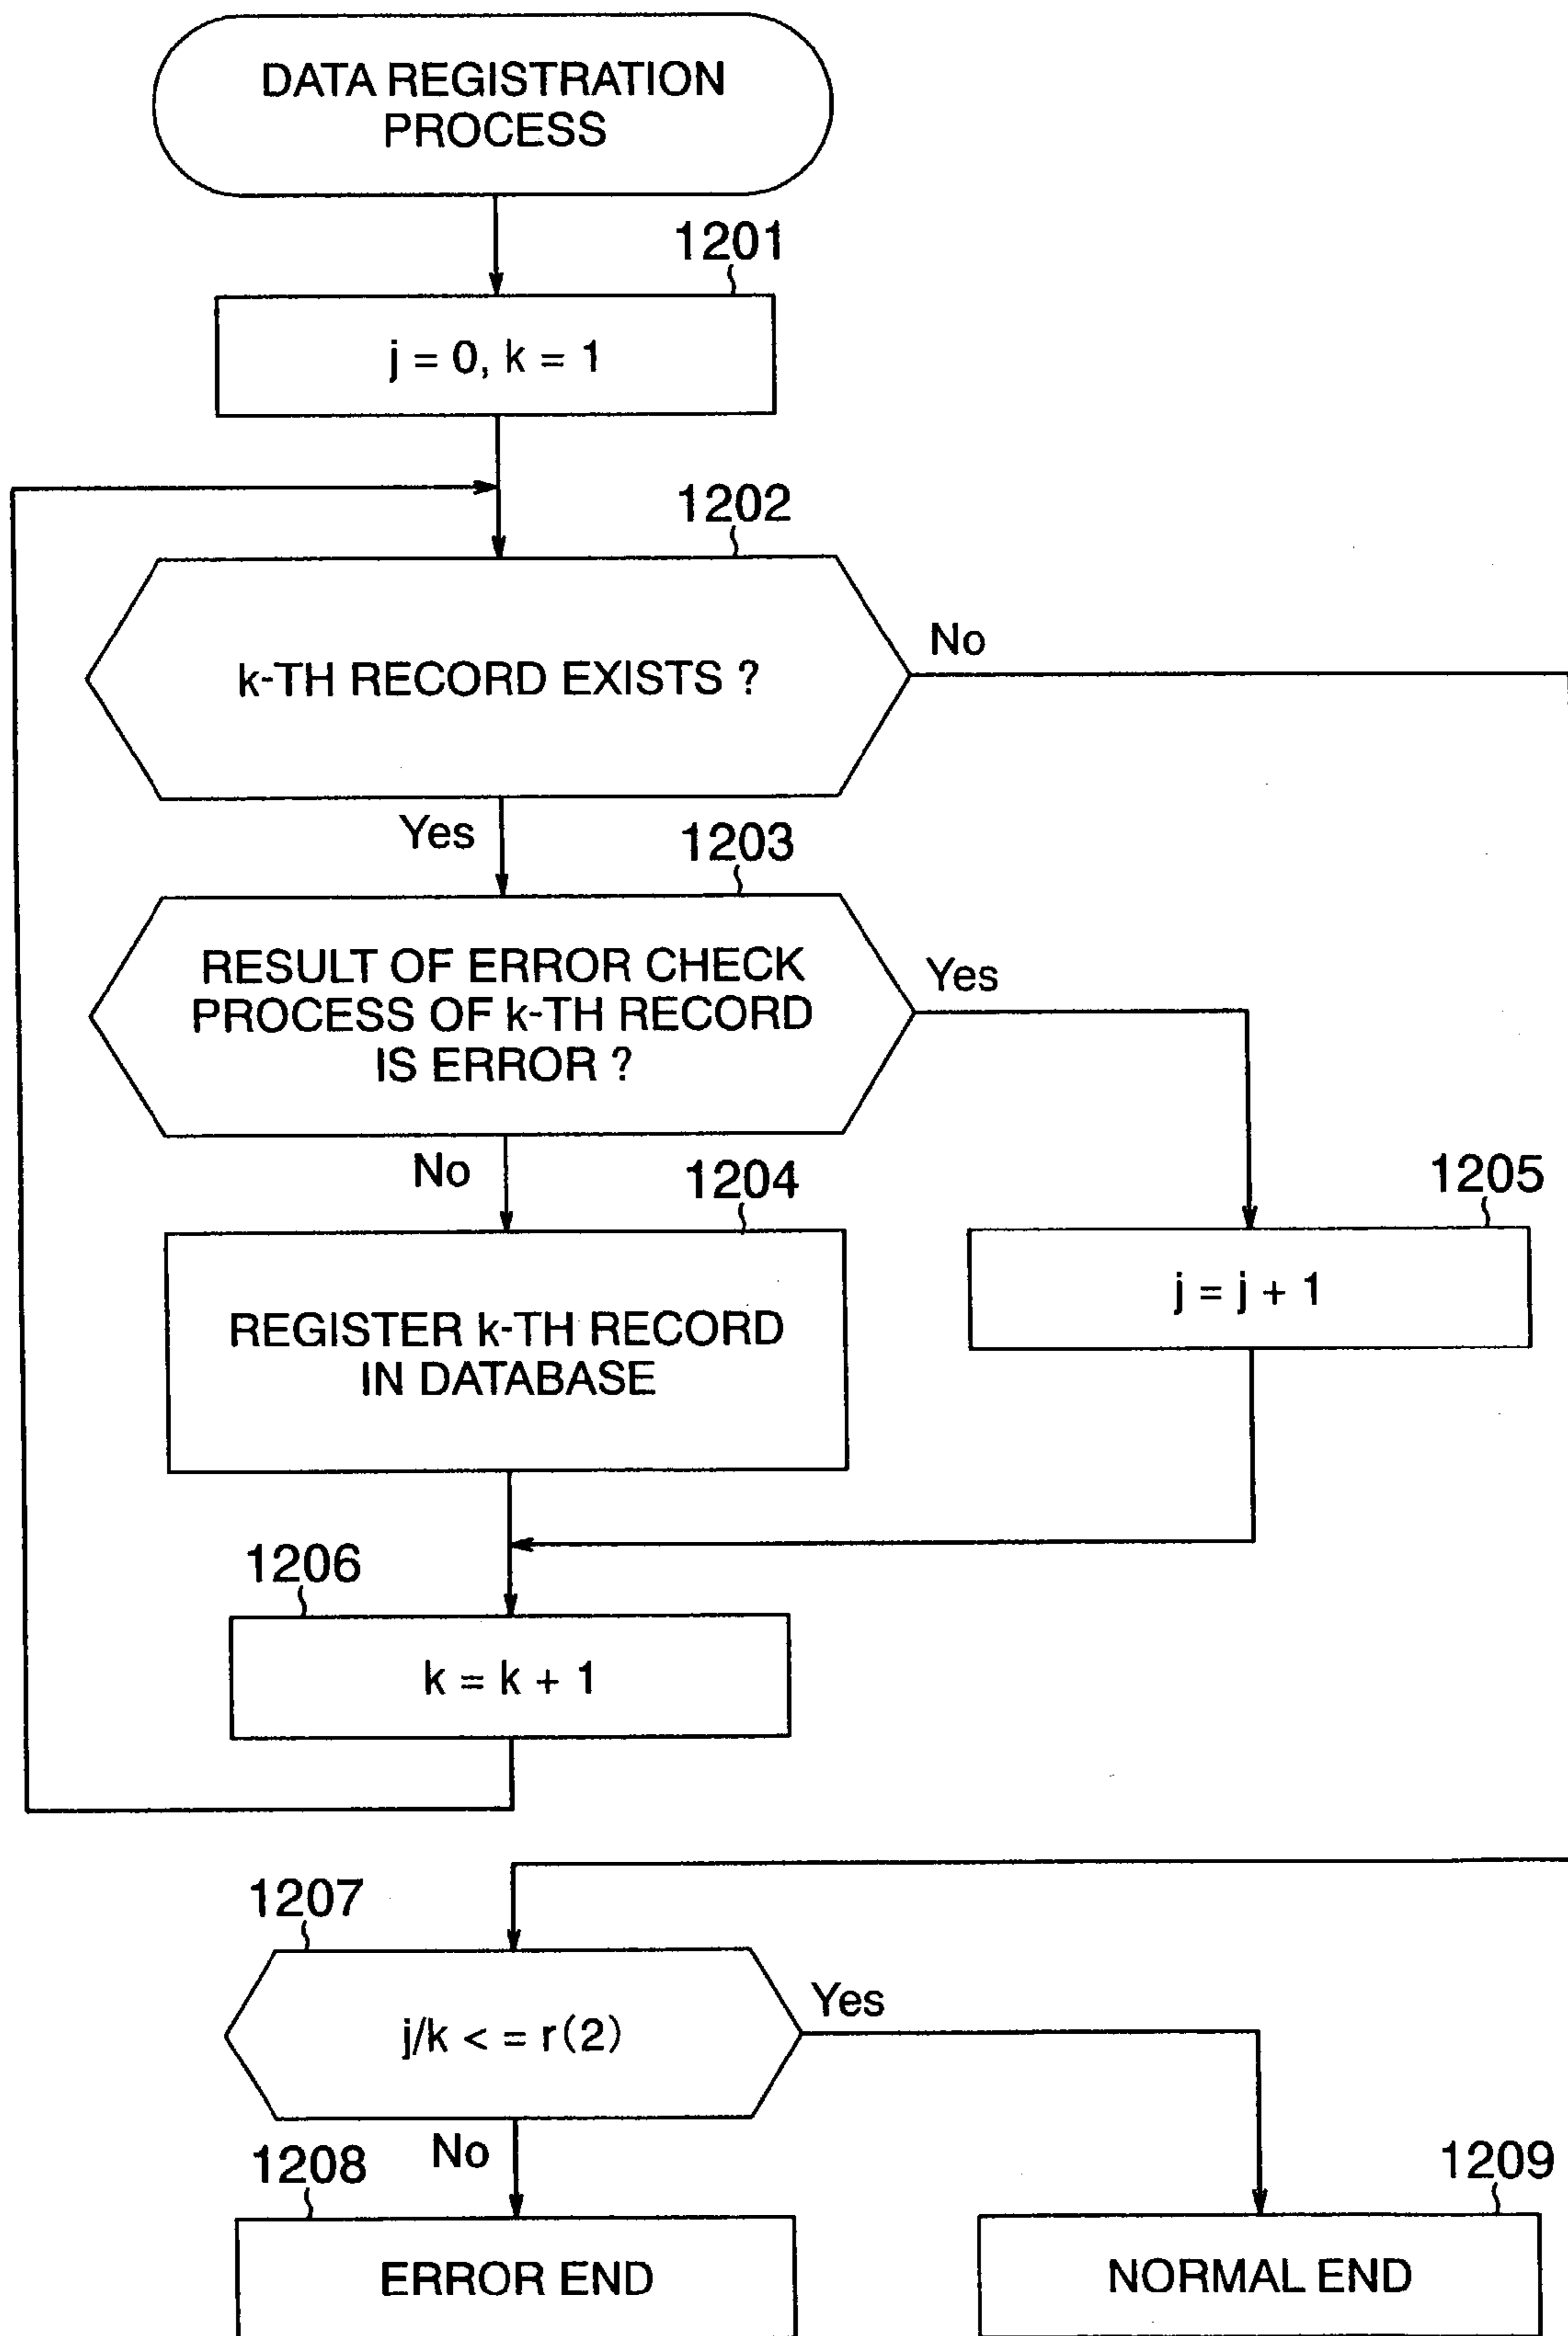 DATA REGISTRATION
PROCESS
1201
j = 0, k = 1
1202
k-TH RECORD EXISTS ?
No
Yes
1203
RESULT OF ERROR CHECK
PROCESS OF k-TH RECORD
IS ERROR ?
Yes
No
1204
REGISTER k-TH RECORD
IN DATABASE
1205
j = j + 1
1206
k = k + 1
1207
j/k < = r(2)
Yes
No
1208
ERROR END
1209
NORMAL END